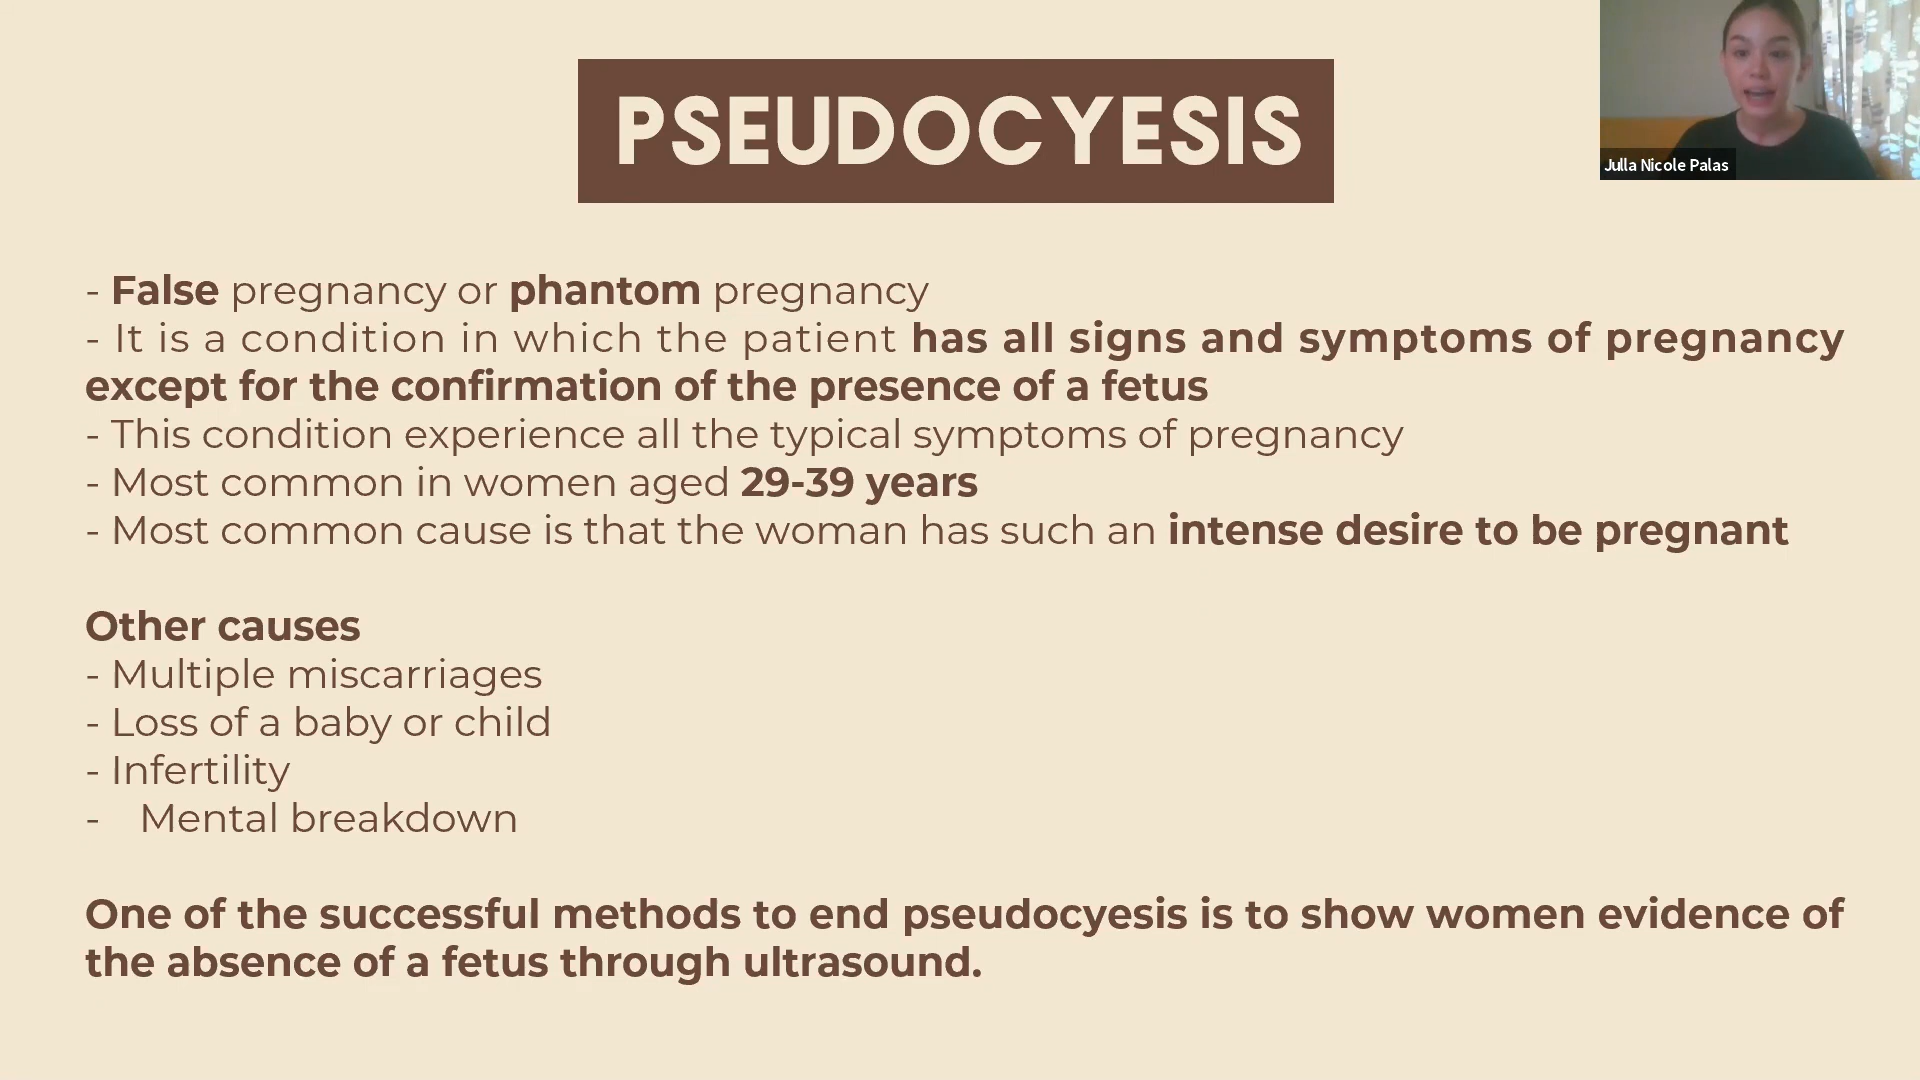 PSEUDOCYESIS
Julla Nicole Palas
- False pregnancy or phantom pregnancy
- It is a condition in which the patient has all signs and symptoms of pregnancy
except for the confirmation of the presence of a fetus
- This condition experience all the typical symptoms of pregnancy
- Most common in women aged 29-39 years
- Most common cause is that the woman has such an intense desire to be pregnant
Other causes
- Multiple miscarriages
- Loss of a baby or child
- Infertility
- Mental breakdown
One of the successful methods to end pseudocyesis is to show women evidence of
the absence of a fetus through ultrasound.